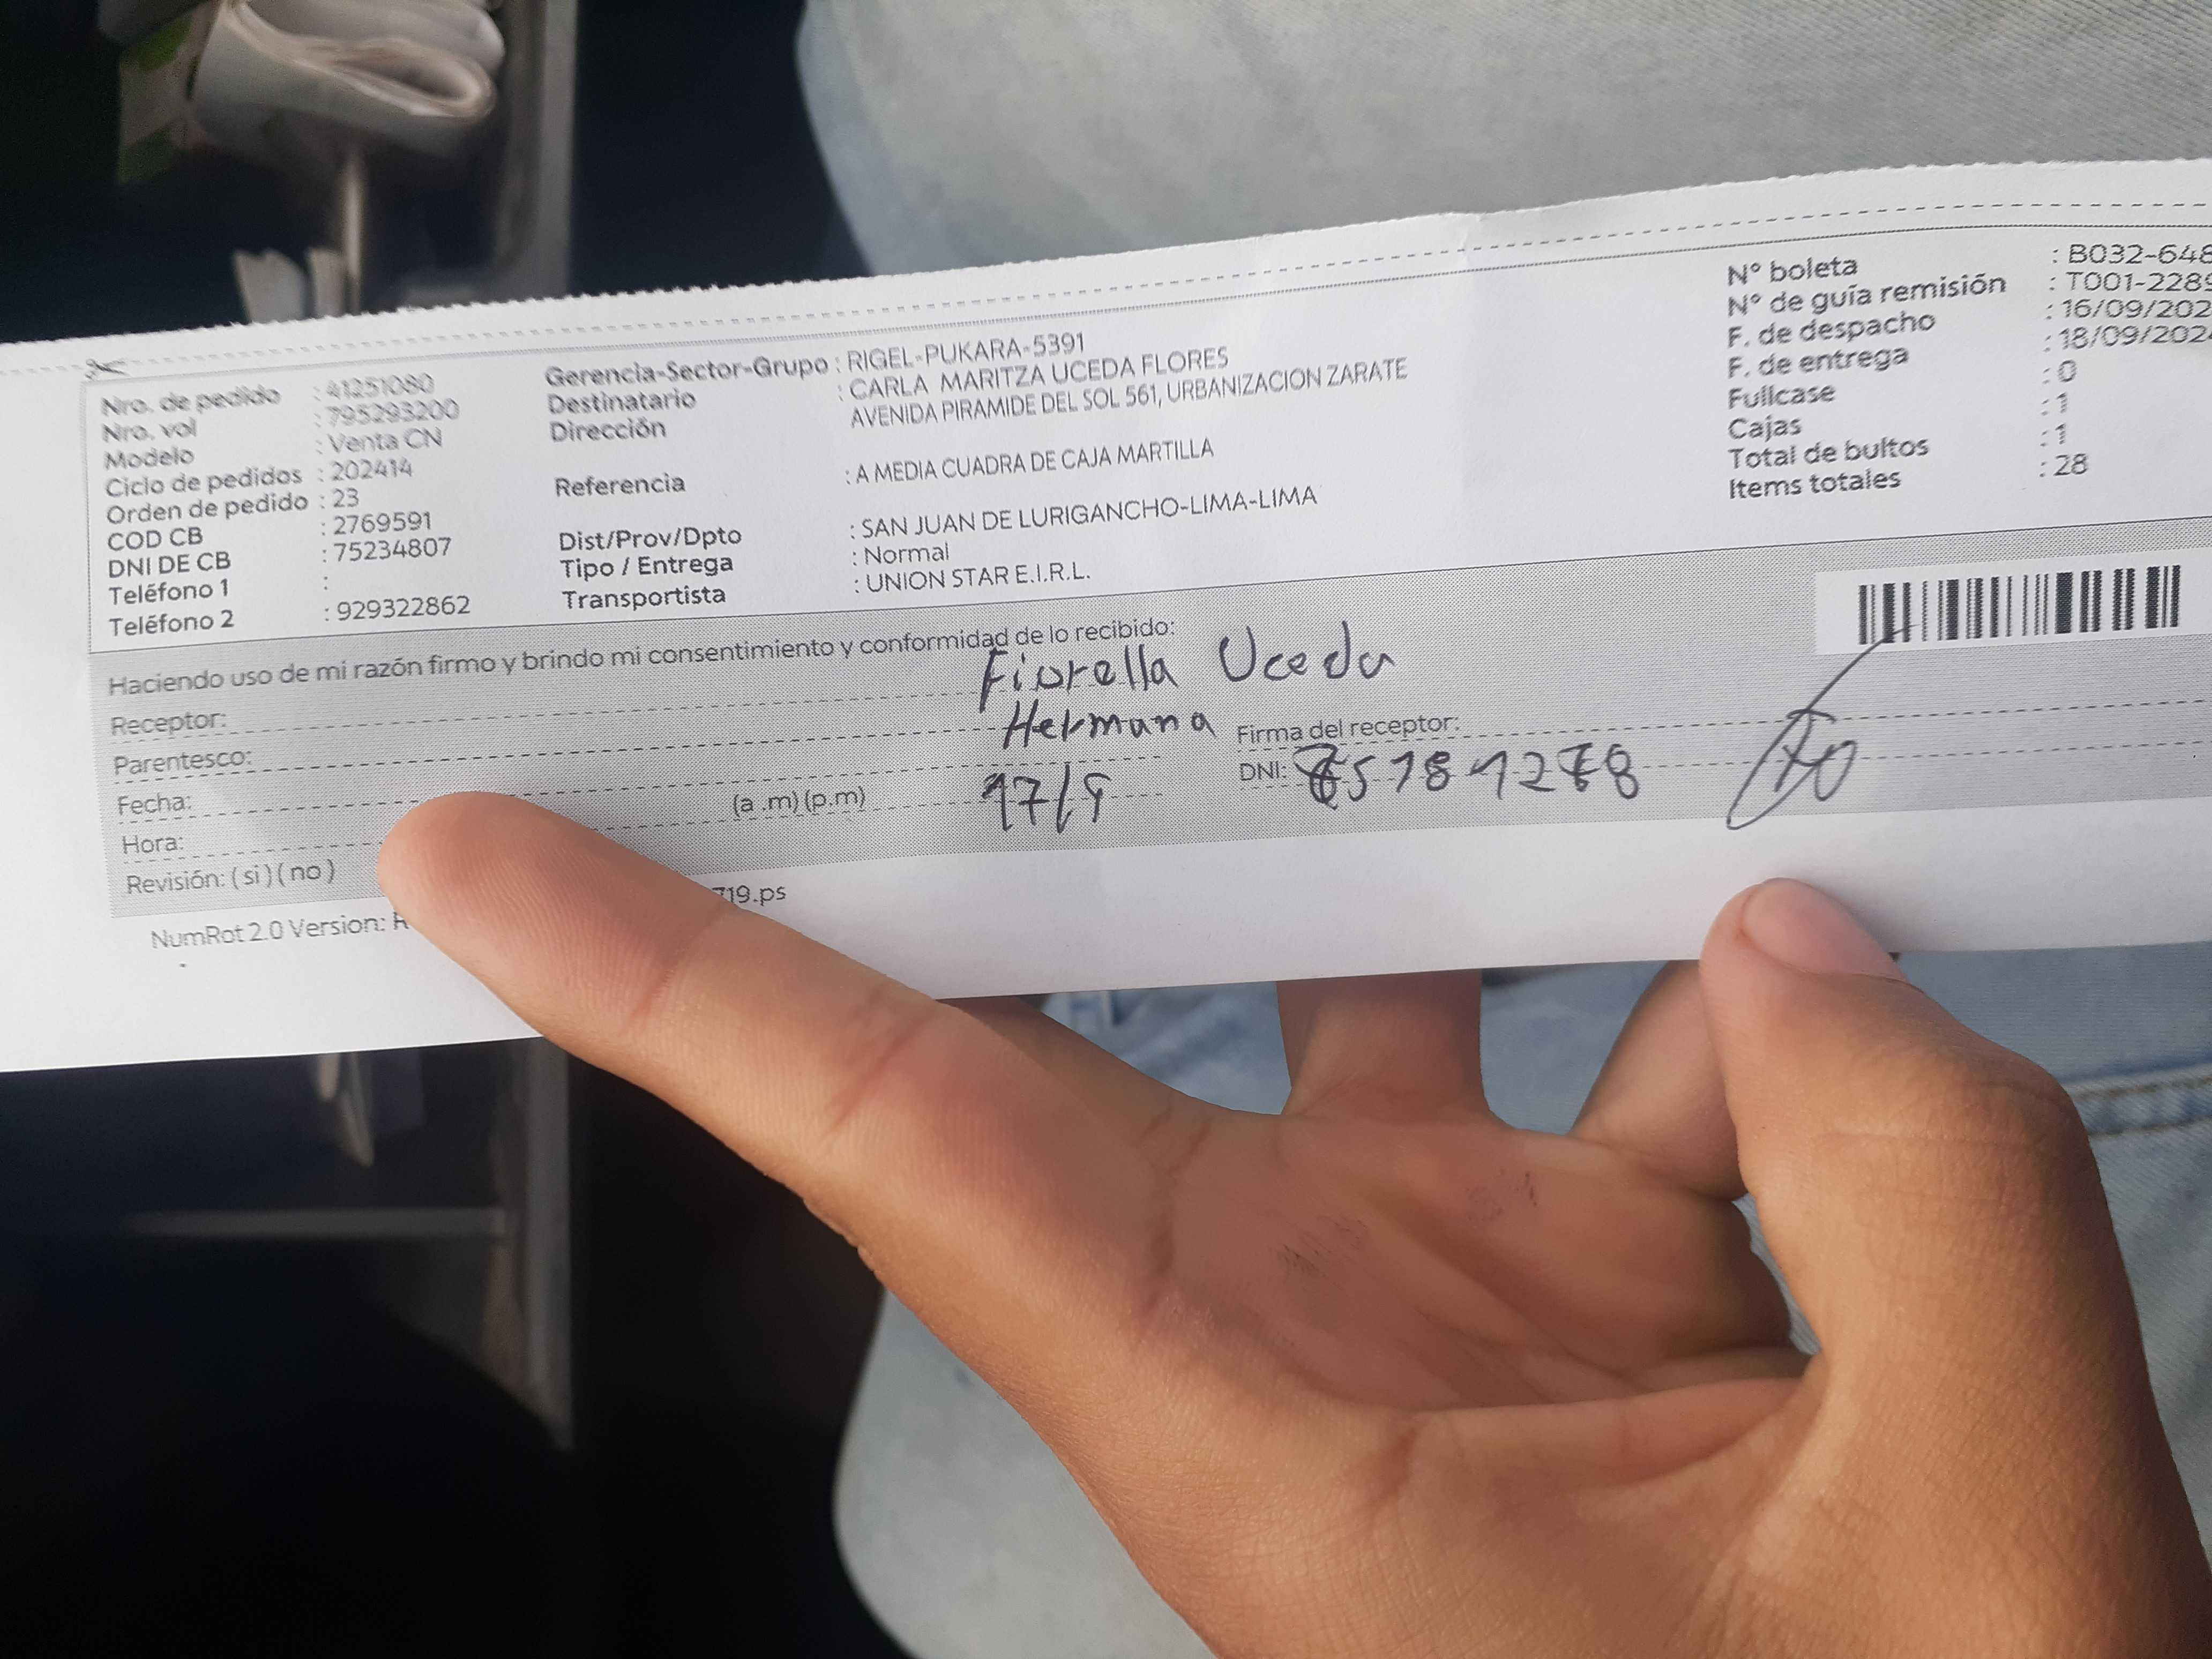 Nro. de pedido : 41251080
Nro. vol : 795293200
Modelo : Venta CN
Ciclo de pedidos : 202414
Orden de pedido : 23
COD CB : 2769591
DNI DE CB : 75234807
Teléfono 1 :
Teléfono 2 : 929322862
Gerencia-Sector-Grupo : RIGEL-PUKARA-5391
Destinatario : CARLA MARITZA UCEDA FLORES
Dirección AVENIDA PIRAMIDE DEL SOL 561, URBANIZACION ZARATE
Referencia : A MEDIA CUADRA DE CAJA MARTILLA
Dist/Prov/Dpto : SAN JUAN DE LURIGANCHO-LIMA-LIMA
Tipo / Entrega : Normal
Transportista : UNION STAR E.I.R.L.
N° boleta : B032-648
N° de guía remisión : T001-2289
F. de despacho : 16/09/202
F. de entrega : 18/09/202
Fullcase : 0
Cajas : 1
Total de bultos : 1
Items totales : 28
Haciendo uso de mi razón firmo y brindo mi consentimiento y conformidad de lo recibido:
Receptor: Fiorella Uceda
Parentesco: Hermana
Firma del receptor:
Fecha: 17/9
DNI:
Hora: (a .m) (p.m)
Revisión: ( si ) ( no )
NumRot 2.0 Version:
719.ps